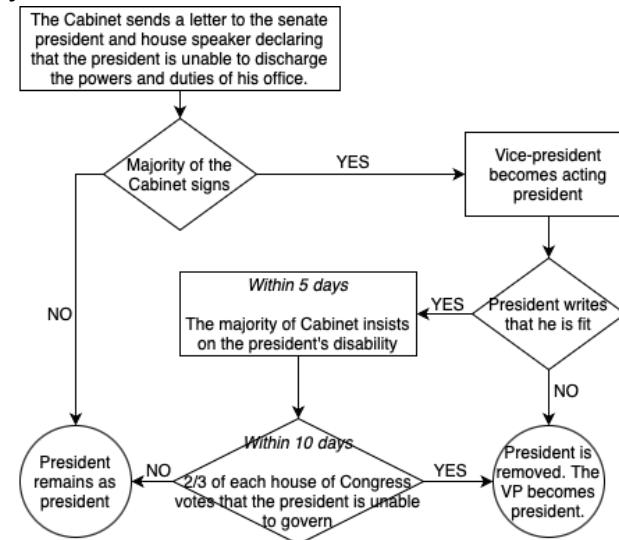 The Cabinet sends a letter to the senate
president and house speaker declaring
that the president is unable to discharge
the powers and duties of his office.
Majority of the
Cabinet signs
YES
Vice-president
becomes acting
president
NO
Within 5 days
The majority of Cabinet insists
on the president's disability
YES
President writes
that he is fit
NO
Within 10 days
2/3 of each house of Congress
votes that the president is unable
to govern
NO
YES
President
remains as
president
President is
removed. The
VP becomes
president.